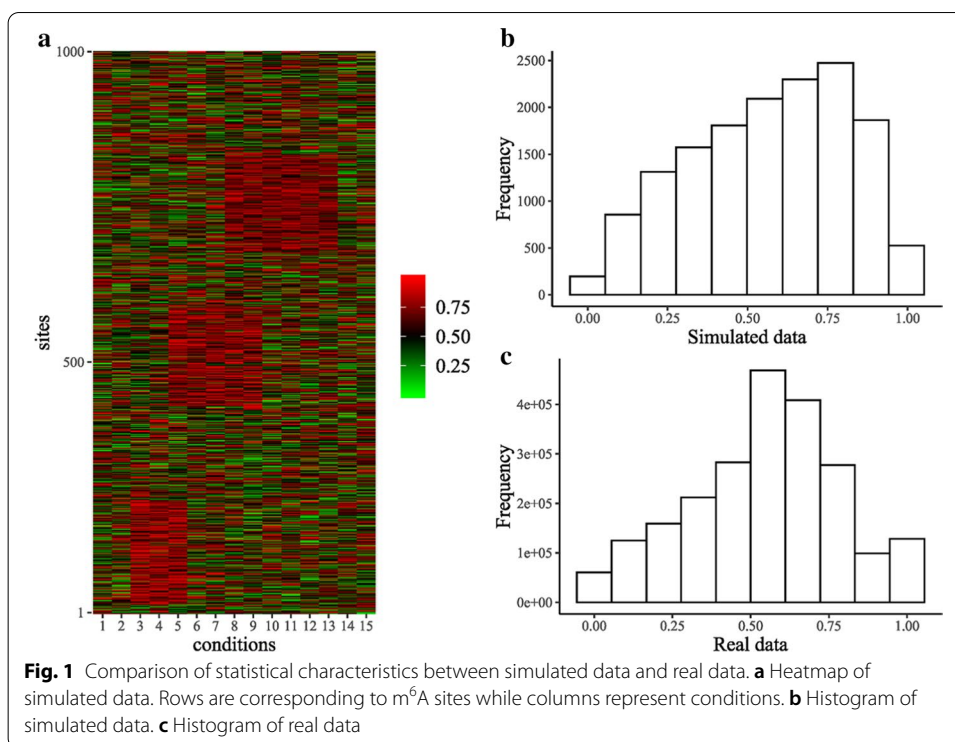 a
1000
500
1
sites
1 2 3 4 5 6 7 8 9 10 11 12 13 14 15
conditions
0.75
0.50
0.25
b
2500
2000
1500
1000
500
0
Frequency
0.00 0.25 0.50 0.75 1.00
Simulated data
c
4e+05
3e+05
2e+05
1e+05
0e+00
Frequency
0.00 0.25 0.50 0.75 1.00
Real data
Fig. 1 Comparison of statistical characteristics between simulated data and real data. a Heatmap of
simulated data. Rows are corresponding to m⁶A sites while columns represent conditions. b Histogram of
simulated data. c Histogram of real data